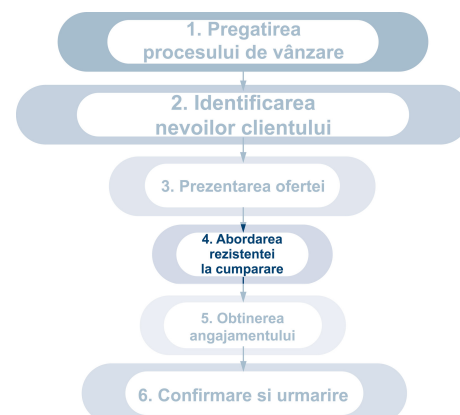 1. Pregatirea
procesului de vânzare
2. Identificarea
nevoilor clientului
3. Prezentarea ofertei
4. Abordarea
rezistentei
la cumparare
5. Obtinerea
angajamentului
6. Confirmare si urmarire